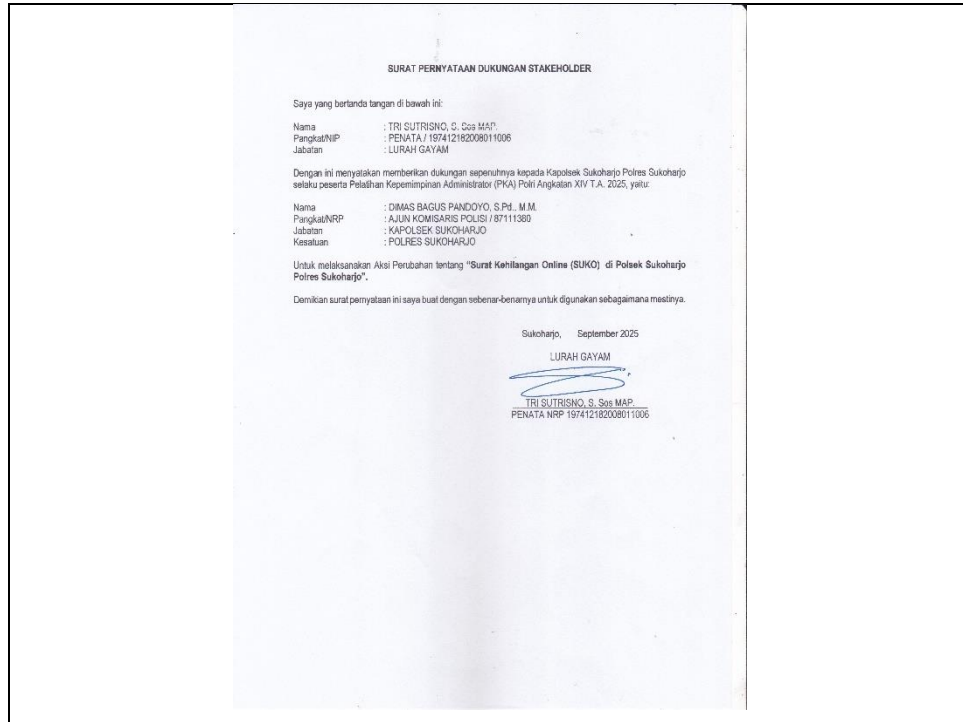 SURAT PERNYATAAN DUKUNGAN STAKEHOLDER
Saya yang bertanda tangan di bawah ini:
Nama : TRI SUTRISNO, S. Sos MAP.
Pangkat/NIP : PENATA / 197412182008011006
Jabatan : LURAH GAYAM
Dengan ini menyatakan memberikan dukungan sepenuhnya kepada Kapolsek Sukoharjo Polres Sukoharjo
selaku peserta Pelatihan Kepemimpinan Administrator (PKA) Polri Angkatan XIV T.A. 2025, yaitu:
Nama : DIMAS BAGUS PANDOYO, S.Pd., M.M.
Pangkat/NRP : AJUN KOMISARIS POLISI / 87111380
Jabatan : KAPOLSEK SUKOHARJO
Kesatuan : POLRES SUKOHARJO
Untuk melaksanakan Aksi Perubahan tentang "Surat Kehilangan Online (SUKO) di Polsek Sukoharjo
Polres Sukoharjo".
Demikian surat pernyataan ini saya buat dengan sebenar-benarnya untuk digunakan sebagaimana mestinya.
Sukoharjo, September 2025
LURAH GAYAM
TRI SUTRISNO, S. Sos MAP.
PENATA NRP 197412182008011006